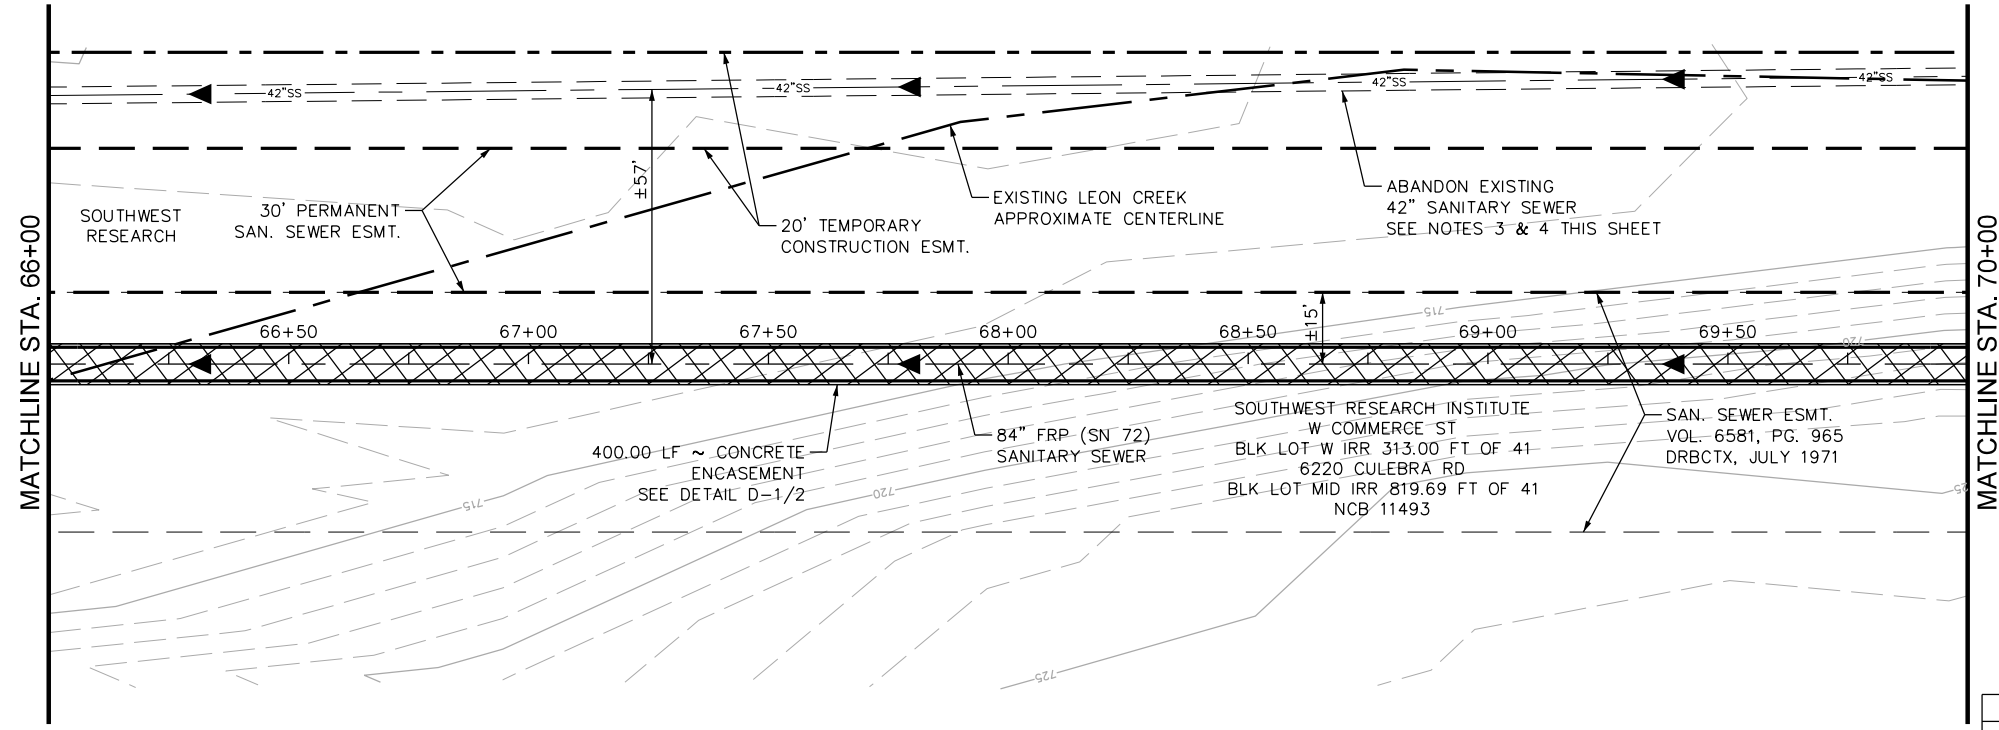 42"SS
42"SS
42"SS
42"SS
±57'
SOUTHWEST
RESEARCH
30' PERMANENT
SAN. SEWER ESMT.
20' TEMPORARY
CONSTRUCTION ESMT.
EXISTING LEON CREEK
APPROXIMATE CENTERLINE
ABANDON EXISTING
42" SANITARY SEWER
SEE NOTES 3 & 4 THIS SHEET
MATCHLINE STA. 66+00
MATCHLINE STA. 70+00
±15'
715
720
66+50
67+00
67+50
68+00
68+50
69+00
69+50
400.00 LF ~ CONCRETE
ENCASEMENT
SEE DETAIL D-1/2
84" FRP (SN 72)
SANITARY SEWER
SOUTHWEST RESEARCH INSTITUTE
W COMMERCE ST
BLK LOT W IRR 313.00 FT OF 41
6220 CULEBRA RD
BLK LOT MID IRR 819.69 FT OF 41
NCB 11493
SAN. SEWER ESMT.
VOL. 6581, PG. 965
DRBCTX, JULY 1971
715
720
25
725